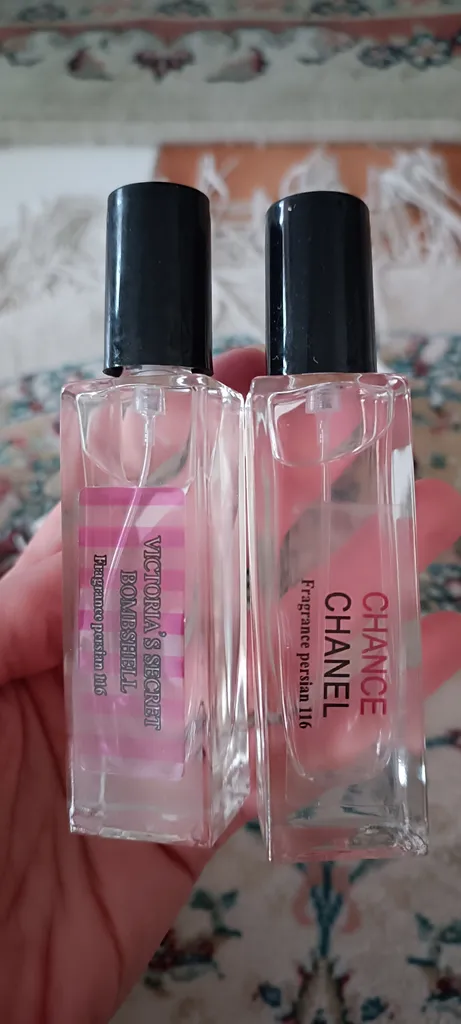 VICTORIA'S SECRET
BOMBSHELL
Fragrance persian 116
CHANCE
CHANEL
Fragrance persian 116